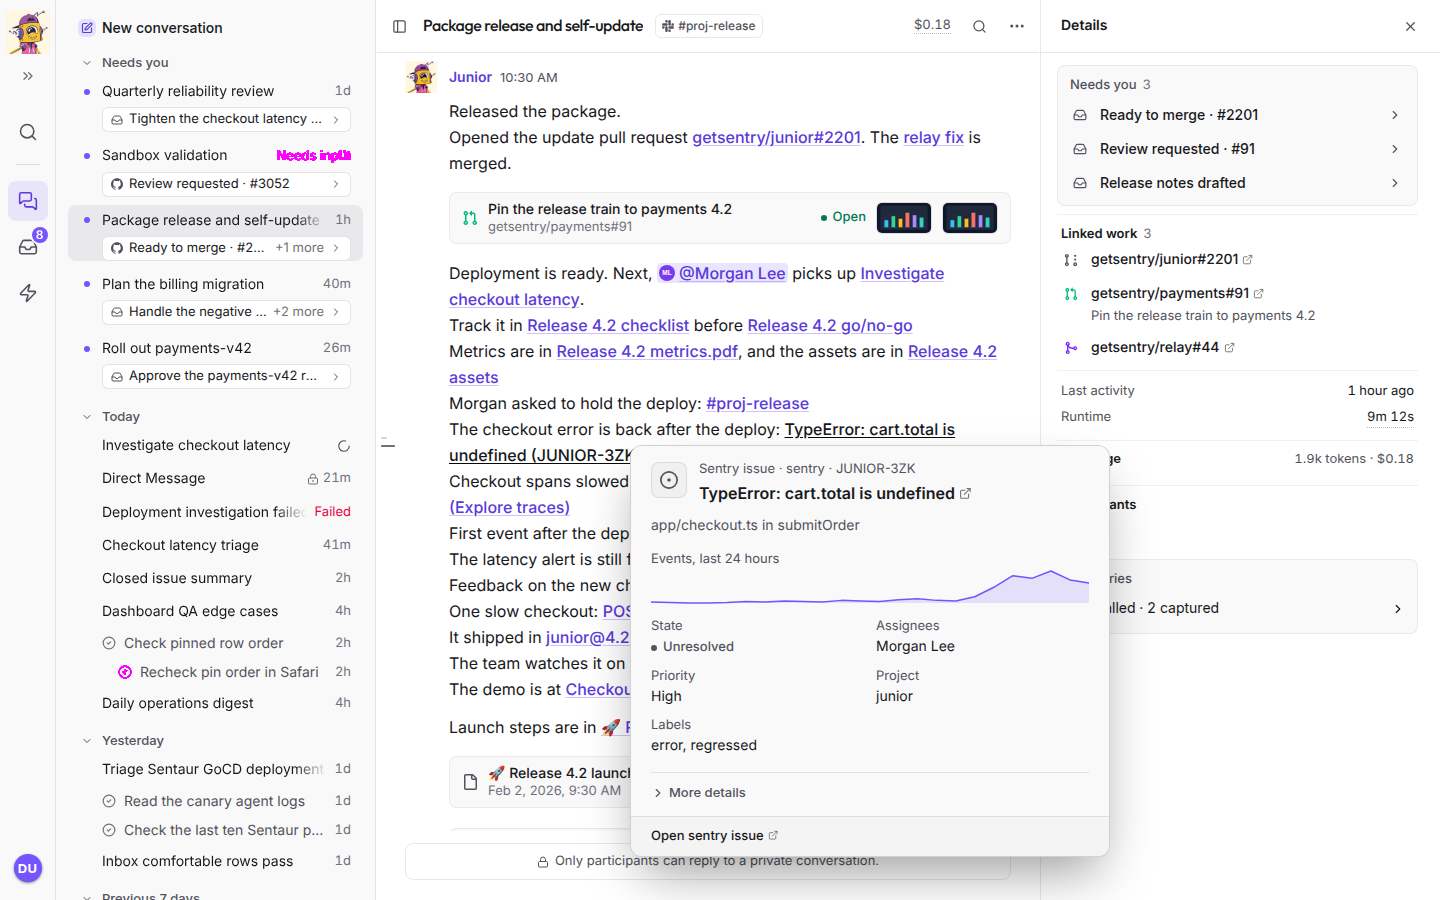 New conversation
Needs you
Quarterly reliability review 1d
Tighten the checkout latency ...
Sandbox validation
Review requested · #3052
Package release and self-update 1h
Ready to merge · #2... +1 more
Plan the billing migration 40m
Handle the negative ... +2 more
Roll out payments-v42 26m
Approve the payments-v42 r...
Today
Investigate checkout latency
Direct Message 21m
Deployment investigation failed Failed
Checkout latency triage 41m
Closed issue summary 2h
Dashboard QA edge cases 4h
Check pinned row order 2h
Recheck pin order in Safari 2h
Daily operations digest 4h
Yesterday
Triage Sentaur GoCD deployment 1d
Read the canary agent logs 1d
Check the last ten Sentaur p... 1d
Inbox comfortable rows pass 1d
Previous 7 days
8
DU
Package release and self-update #proj-release $0.18
Junior 10:30 AM
Released the package.
Opened the update pull request getsentry/junior#2201. The relay fix is
merged.
Pin the release train to payments 4.2
getsentry/payments#91
Open
Deployment is ready. Next, ML @Morgan Lee picks up Investigate
checkout latency.
Track it in Release 4.2 checklist before Release 4.2 go/no-go
Metrics are in Release 4.2 metrics.pdf, and the assets are in Release 4.2
assets
Morgan asked to hold the deploy: #proj-release
The checkout error is back after the deploy: TypeError: cart.total is
undefined (JUNIOR-3ZK
Checkout spans slowed
(Explore traces)
First event after the dep
The latency alert is still f
Feedback on the new ch
One slow checkout: POS
It shipped in junior@4.2
The team watches it on
The demo is at Checkou
Launch steps are in 🚀
🚀 Release 4.2 launch
Feb 2, 2026, 9:30 AM
Only participants can reply to a private conversation.
Sentry issue · sentry · JUNIOR-3ZK
TypeError: cart.total is undefined
app/checkout.ts in submitOrder
Events, last 24 hours
State Assignees
Unresolved Morgan Lee
Priority Project
High junior
Labels
error, regressed
More details
Open sentry issue
Details
Needs you 3
Ready to merge · #2201
Review requested · #91
Release notes drafted
Linked work 3
getsentry/junior#2201
getsentry/payments#91
Pin the release train to payments 4.2
getsentry/relay#44
Last activity 1 hour ago
Runtime 9m 12s
ge 1.9k tokens · $0.18
ants
ries
lled · 2 captured